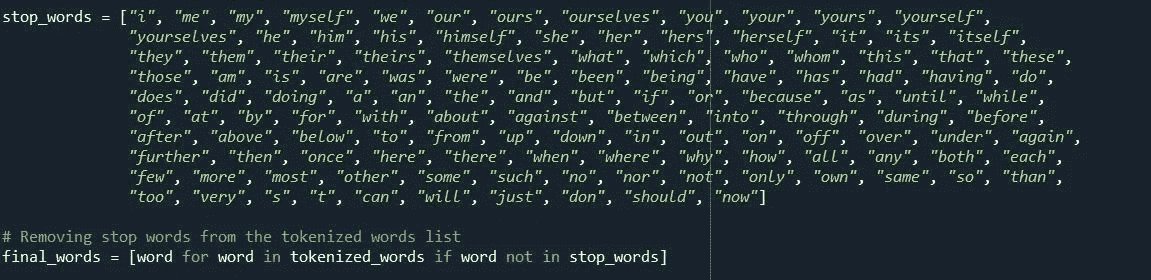 stop_words = ["i", "me", "my", "myself", "we", "our", "ours", "ourselves", "you", "your", "yours", "yourself",
"yourselves", "he", "him", "his", "himself", "she", "her", "hers", "herself", "it", "its", "itself",
"they", "them", "their", "theirs", "themselves", "what", "which", "who", "whom", "this", "that", "these",
"those", "am", "is", "are", "was", "were", "be", "been", "being", "have", "has", "had", "having", "do",
"does", "did", "doing", "a", "an", "the", "and", "but", "if", "or", "because", "as", "until", "while",
"of", "at", "by", "for", "with", "about", "against", "between", "into", "through", "during", "before",
"after", "above", "below", "to", "from", "up", "down", "in", "out", "on", "off", "over", "under", "again",
"further", "then", "once", "here", "there", "when", "where", "why", "how", "all", "any", "both", "each",
"few", "more", "most", "other", "some", "such", "no", "nor", "not", "only", "own", "same", "so", "than",
"too", "very", "s", "t", "can", "will", "just", "don", "should", "now"]
# Removing stop words from the tokenized words list
final_words = [word for word in tokenized_words if word not in stop_words]